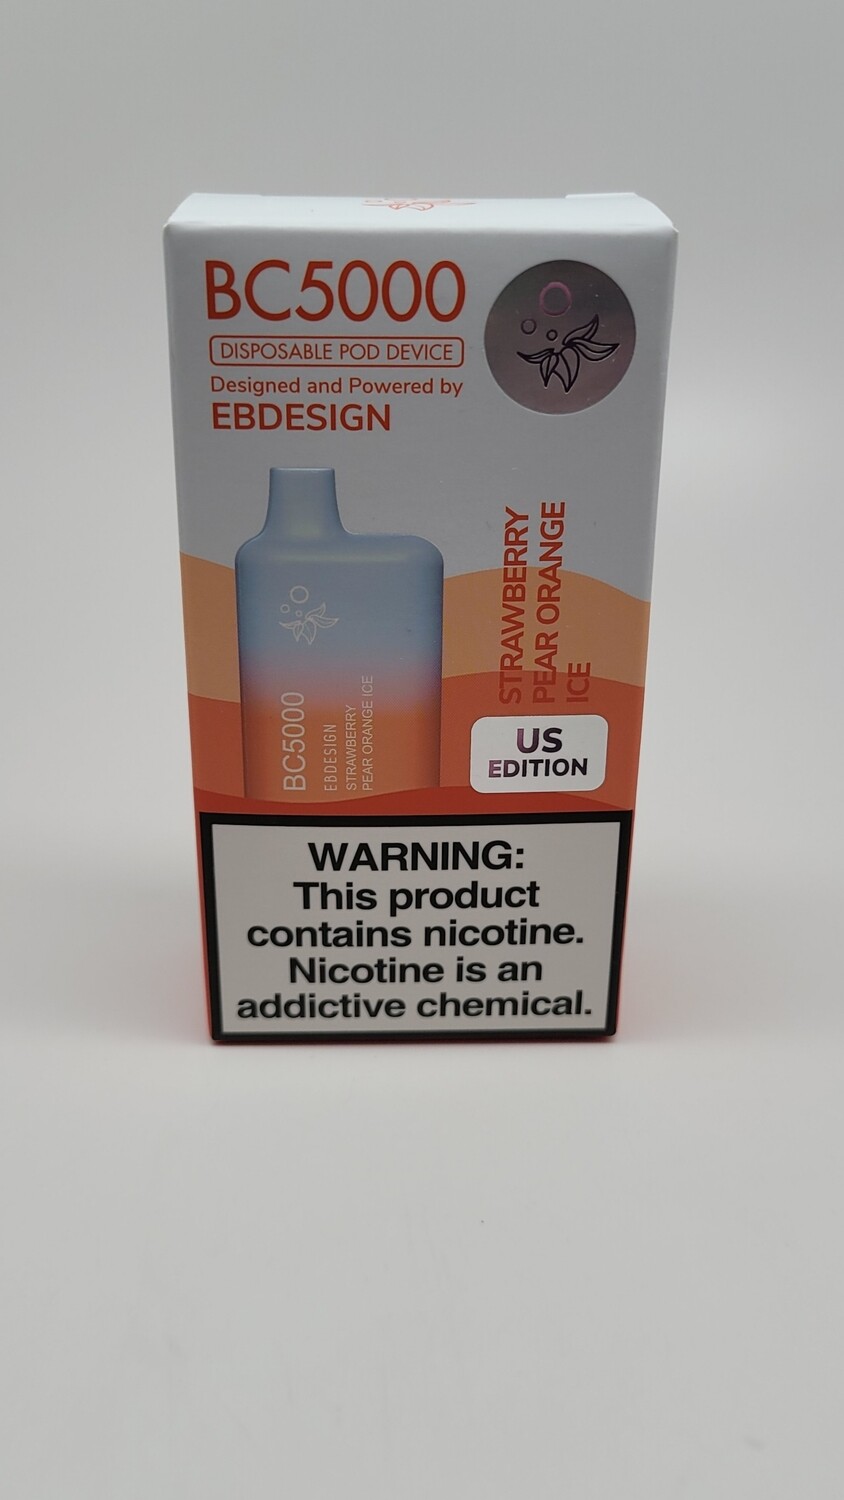 BC5000
DISPOSABLE POD DEVICE
Designed and Powered by
EBDESIGN
STRAWBERRY
PEAR ORANGE
ICE
BC5000
EBDESIGN
STRAWBERRY
PEAR ORANGE ICE
US
EDITION
WARNING:
This product
contains nicotine.
Nicotine is an
addictive chemical.